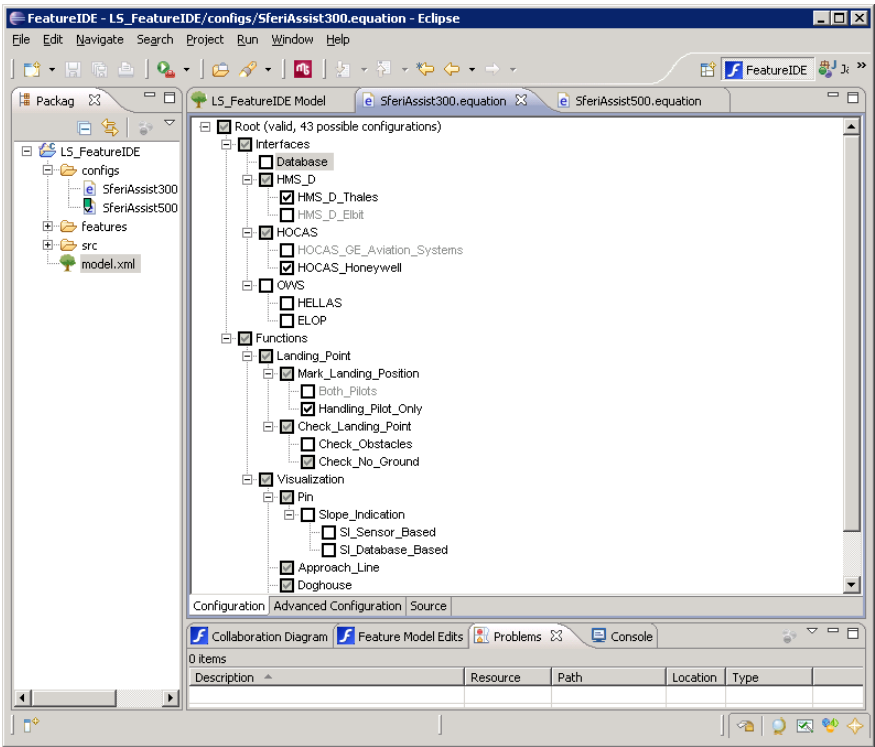 FeatureIDE - LS_FeatureIDE/configs/SferiAssist300.equation - Eclipse
File Edit Navigate Search Project Run Window Help
FeatureIDE
Packag
LS_FeatureIDE Model
SferiAssist300.equation
SferiAssist500.equation
LS_FeatureIDE
configs
SferiAssist300
SferiAssist500
features
src
model.xml
Root (valid, 43 possible configurations)
Interfaces
Database
HMS_D
HMS_D_Thales
HMS_D_Elbit
HOCAS
HOCAS_GE_Aviation_Systems
HOCAS_Honeywell
OWS
HELLAS
ELOP
Functions
Landing_Point
Mark_Landing_Position
Both_Pilots
Handling_Pilot_Only
Check_Landing_Point
Check_Obstacles
Check_No_Ground
Visualization
Pin
Slope_Indication
SI_Sensor_Based
SI_Database_Based
Approach_Line
Doghouse
Configuration Advanced Configuration Source
Collaboration Diagram Feature Model Edits Problems Console
0 items
Description Resource Path Location Type